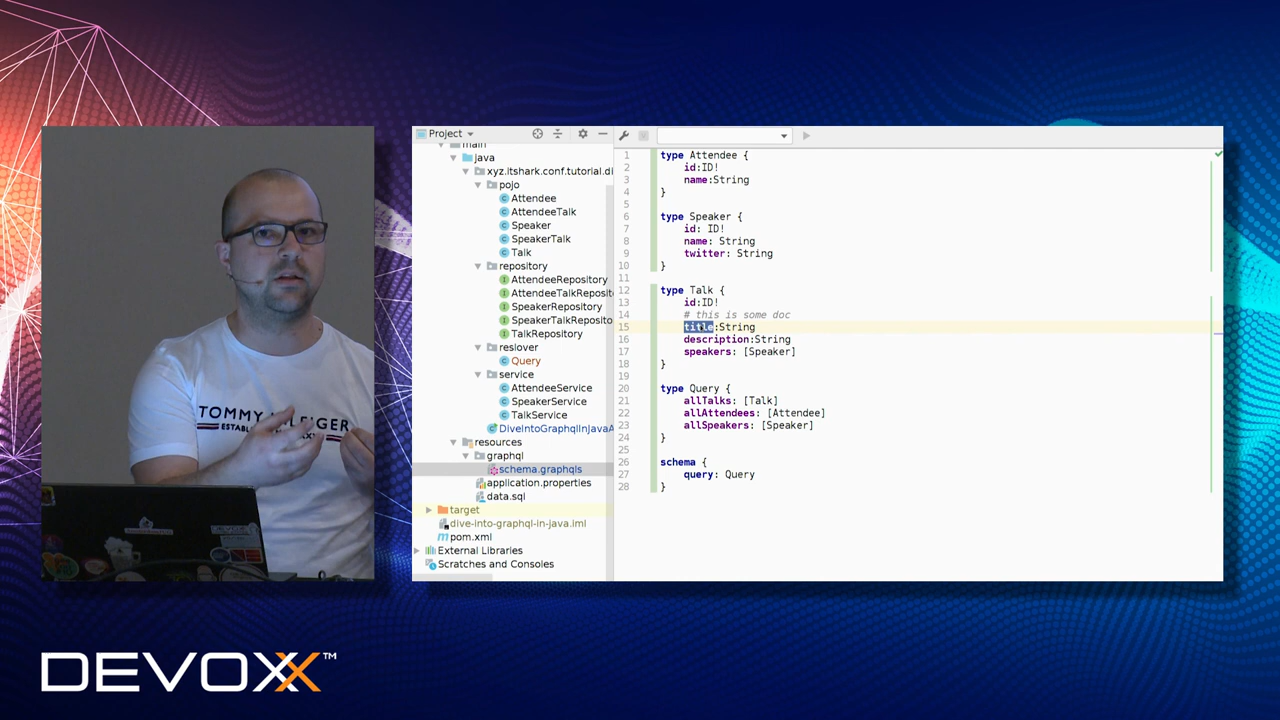 TOMMY HILFIGER
Project
main
java
xyz.itshark.conf.tutorial.di
pojo
Attendee
AttendeeTalk
Speaker
SpeakerTalk
Talk
repository
AttendeeRepository
AttendeeTalkReposit
SpeakerRepository
SpeakerTalkReposito
TalkRepository
reslover
Query
service
AttendeeService
SpeakerService
TalkService
DiveIntoGraphqlInJavaA
resources
graphql
schema.graphqls
application.properties
data.sql
target
dive-into-graphql-in-java.iml
pom.xml
External Libraries
Scratches and Consoles
1 type Attendee {
2 id:ID!
3 name:String
4 }
5
6 type Speaker {
7 id: ID!
8 name: String
9 twitter: String
10 }
11
12 type Talk {
13 id:ID!
14 # this is some doc
15 title:String
16 description:String
17 speakers: [Speaker]
18 }
19
20 type Query {
21 allTalks: [Talk]
22 allAttendees: [Attendee]
23 allSpeakers: [Speaker]
24 }
25
26 schema {
27 query: Query
28 }
DEVOXX™